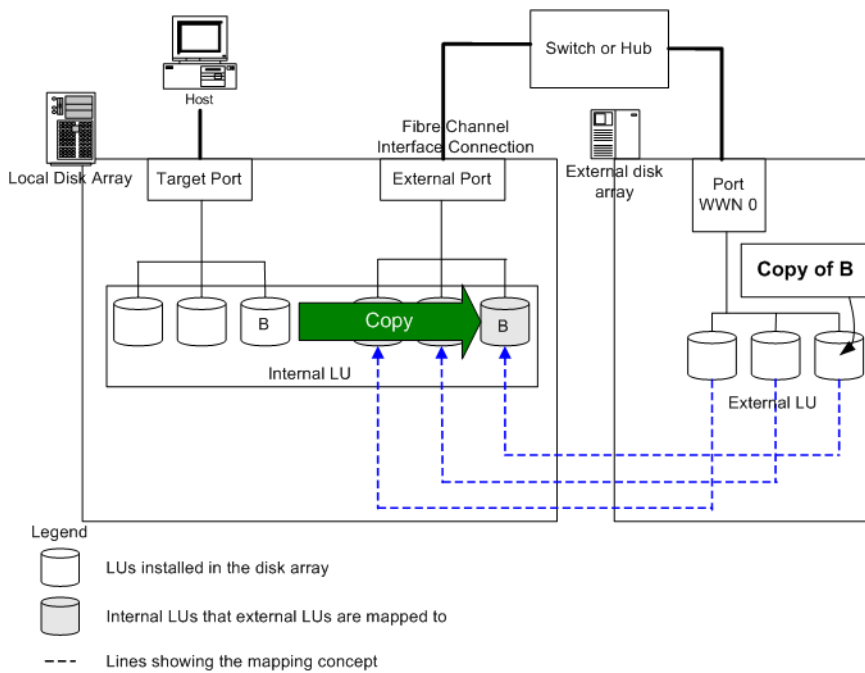 Switch or Hub
Host
Fibre Channel
Interface Connection
Local Disk Array
Target Port
External Port
External disk
array
Port
WWN 0
Copy of B
B
Copy
B
Internal LU
External LU
Legend
LUs installed in the disk array
Internal LUs that external LUs are mapped to
Lines showing the mapping concept